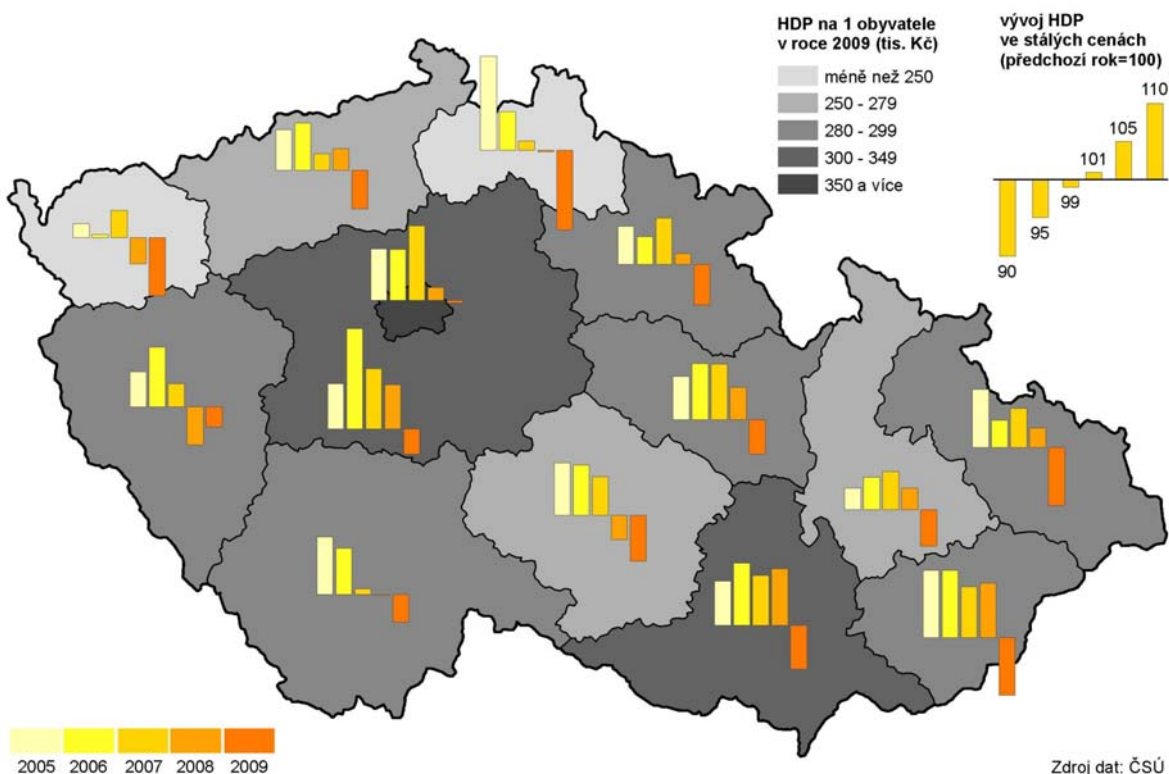 HDP na 1 obyvatele
v roce 2009 (tis. Kč)
méně než 250
250 - 279
280 - 299
300 - 349
350 a více
vývoj HDP
ve stálých cenách
(předchozí rok=100)
110
105
101
99
95
90
2005 2006 2007 2008 2009
Zdroj dat: ČSÚ